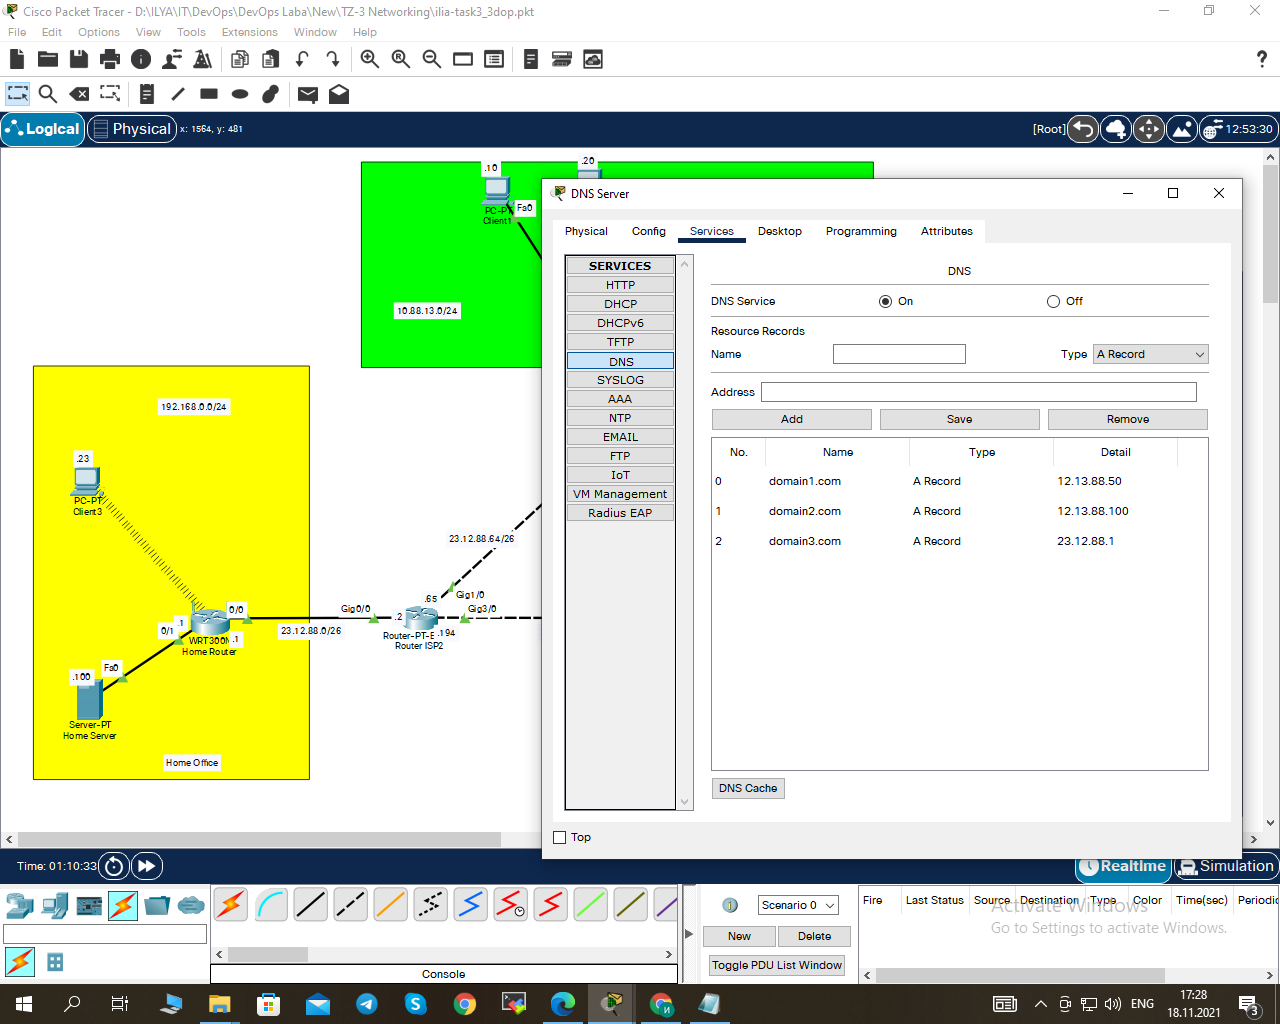 Cisco Packet Tracer - D:\ILYA\IT\DevOps\DevOps Laba\New\TZ-3 Networking\ilia-task3_3dop.pkt
File Edit Options View Tools Extensions Window Help
Logical Physical x: 1564, y: 481 [Root] 12:53:30
.10
.20
PC-PT
Client1
Fa0
10.88.13.0/24
192.168.0.0/24
.23
PC-PT
Client3
23.12.88.64/26
0/0
.1
0/1
WRT300N
.1
Home Router
23.12.88.0/26
Gig0/0
.2
.65
Gig1/0
Gig3/0
.194
Router ISP2
Fa0
.100
Server-PT
Home Server
Home Office
DNS Server
Physical Config Services Desktop Programming Attributes
SERVICES
HTTP
DHCP
DHCPv6
TFTP
DNS
SYSLOG
AAA
NTP
EMAIL
FTP
IoT
VM Management
Radius EAP
DNS
DNS Service On Off
Resource Records
Name Type A Record
Address
Add Save Remove
No. Name Type Detail
0 domain1.com A Record 12.13.88.50
1 domain2.com A Record 12.13.88.100
2 domain3.com A Record 23.12.88.1
DNS Cache
Top
Time: 01:10:33 Realtime Simulation
Scenario 0
New Delete
Toggle PDU List Window
Fire Last Status Source Destination Type Color Time(sec) Periodic
Activate Windows
Go to Settings to activate Windows.
Console
ENG
17:28
18.11.2021
3